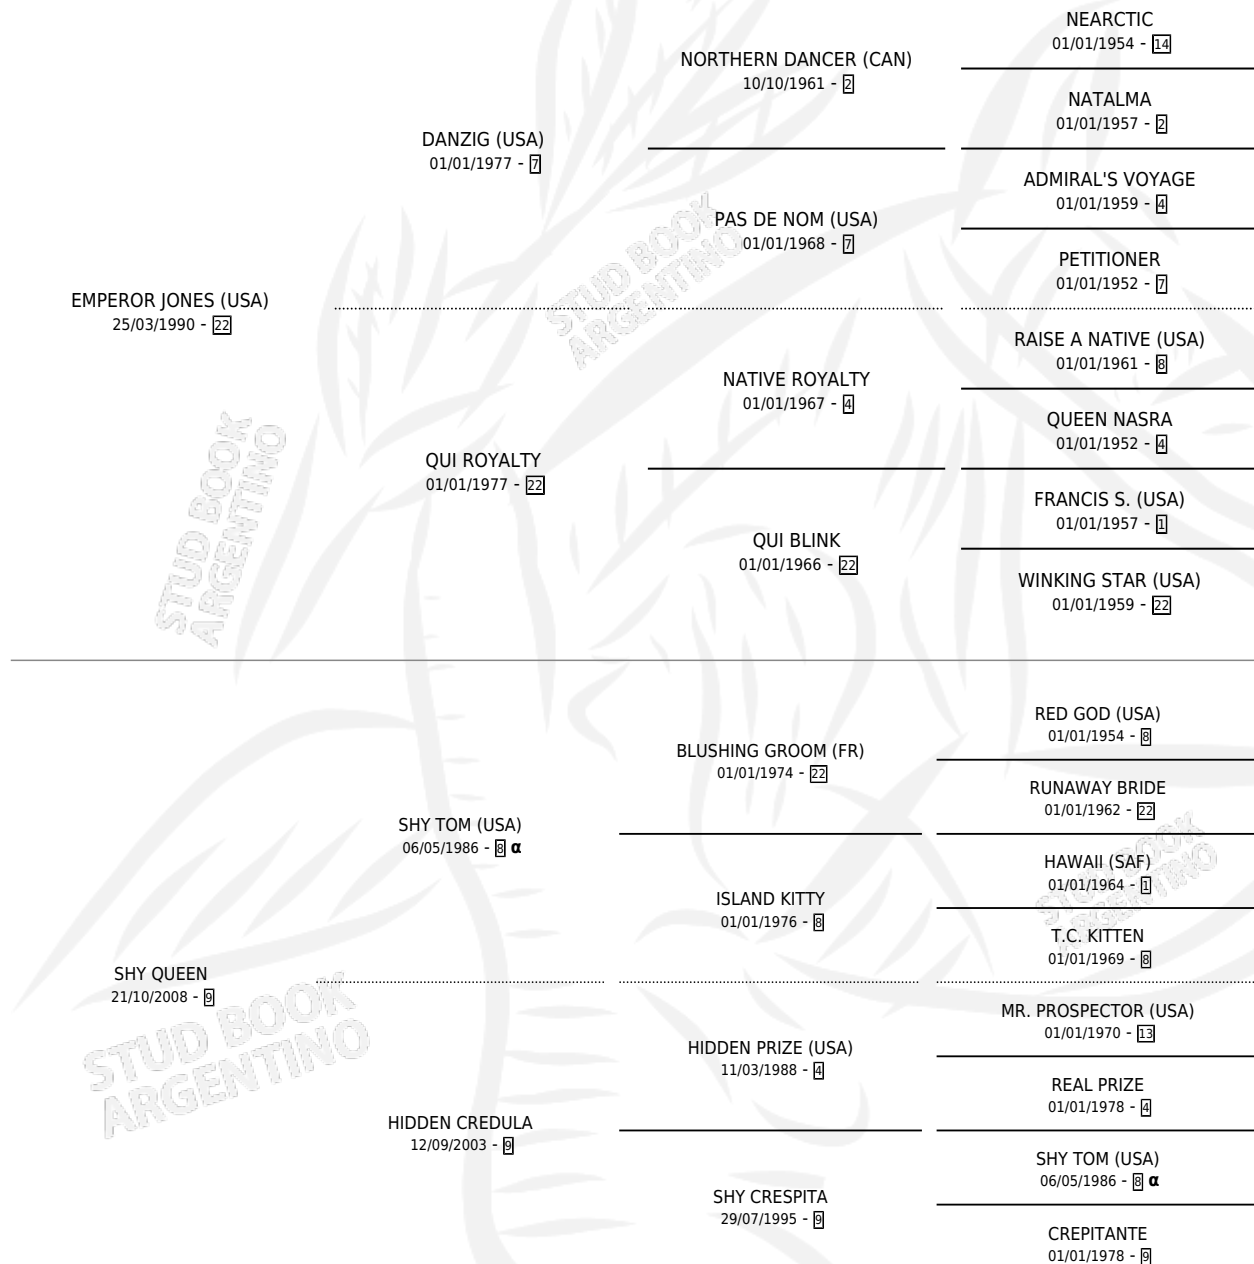 NEARCTIC
01/01/1954 - 14
NORTHERN DANCER (CAN)
10/10/1961 - 2
NATALMA
01/01/1957 - 2
DANZIG (USA)
01/01/1977 - 7
ADMIRAL'S VOYAGE
01/01/1959 - 4
PAS DE NOM (USA)
01/01/1968 - 7
PETITIONER
01/01/1952 - 7
EMPEROR JONES (USA)
25/03/1990 - 22
RAISE A NATIVE (USA)
01/01/1961 - 8
NATIVE ROYALTY
01/01/1967 - 4
QUEEN NASRA
01/01/1952 - 4
QUI ROYALTY
01/01/1977 - 22
FRANCIS S. (USA)
01/01/1957 - 1
QUI BLINK
01/01/1966 - 22
WINKING STAR (USA)
01/01/1959 - 22
RED GOD (USA)
01/01/1954 - 8
BLUSHING GROOM (FR)
01/01/1974 - 22
RUNAWAY BRIDE
01/01/1962 - 22
SHY TOM (USA)
06/05/1986 - 8 α
HAWAII (SAF)
01/01/1964 - 1
ISLAND KITTY
01/01/1976 - 8
T.C. KITTEN
01/01/1969 - 8
SHY QUEEN
21/10/2008 - 9
MR. PROSPECTOR (USA)
01/01/1970 - 13
HIDDEN PRIZE (USA)
11/03/1988 - 4
REAL PRIZE
01/01/1978 - 4
HIDDEN CREDULA
12/09/2003 - 9
SHY TOM (USA)
06/05/1986 - 8 α
SHY CRESPITA
29/07/1995 - 9
CREPITANTE
01/01/1978 - 9
STUD BOOK
ARGENTINO
STUD BOOK
ARGENTINO
STUD BOOK
ARGENTINO
STUD BOOK
ARGENTINO